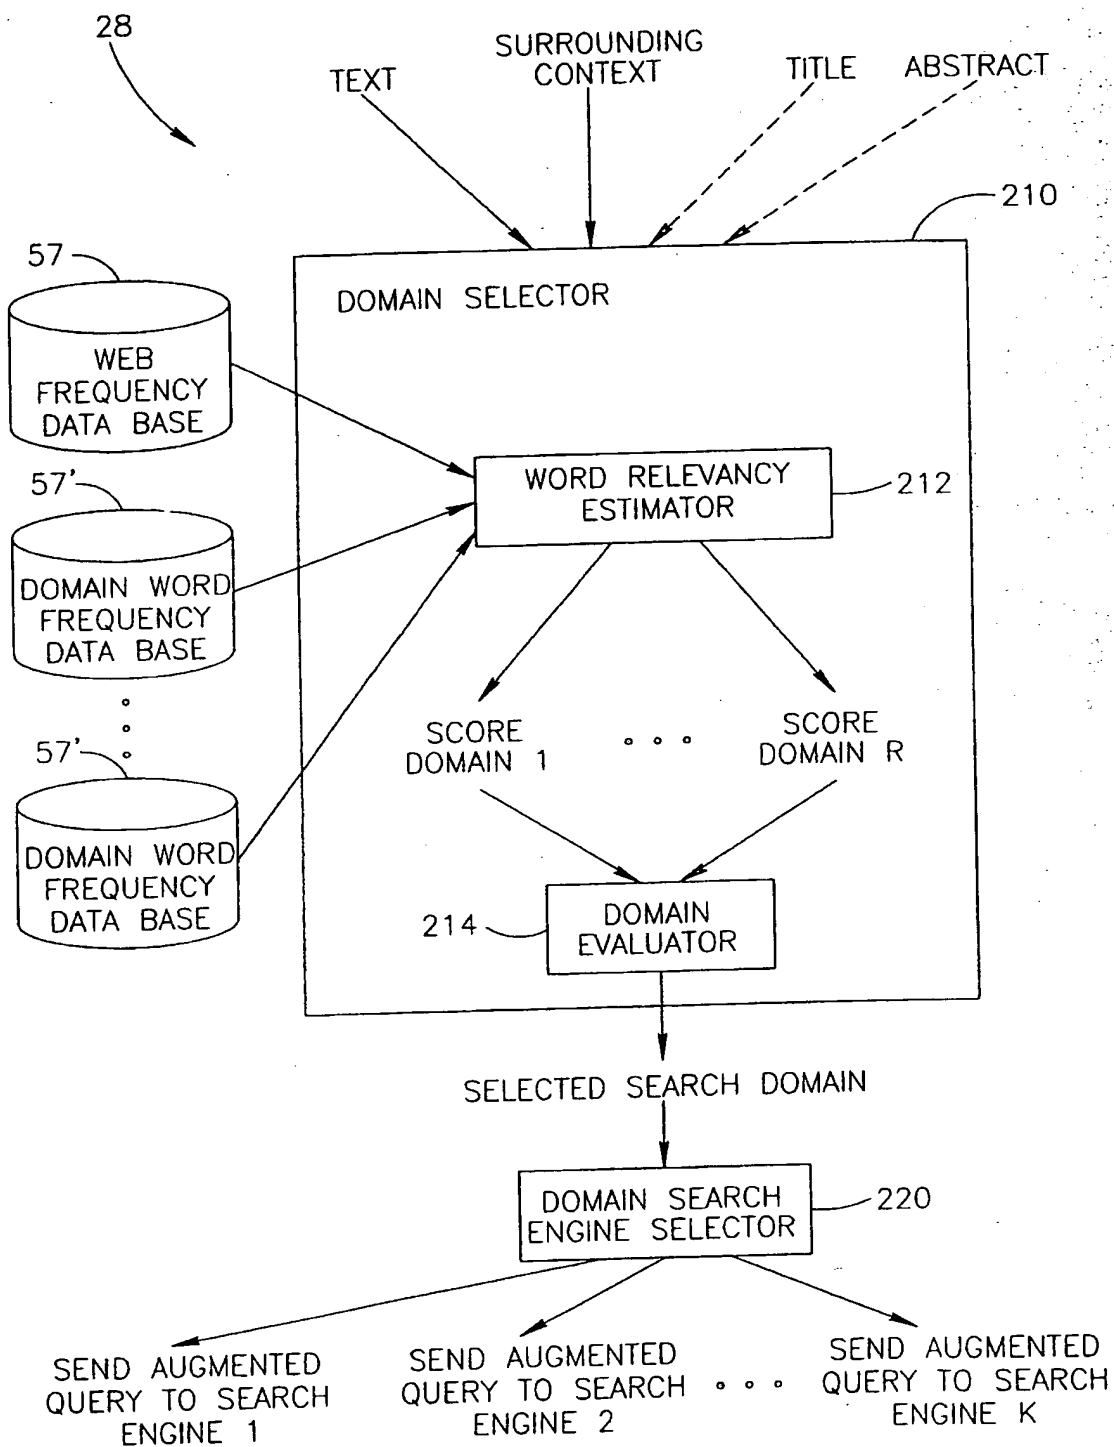 28
TEXT
SURROUNDING
CONTEXT
TITLE
ABSTRACT
210
57
WEB
FREQUENCY
DATA BASE
DOMAIN SELECTOR
57'
DOMAIN WORD
FREQUENCY
DATA BASE
WORD RELEVANCY
ESTIMATOR
212
57'
DOMAIN WORD
FREQUENCY
DATA BASE
SCORE
DOMAIN 1
SCORE
DOMAIN R
214
DOMAIN
EVALUATOR
SELECTED SEARCH DOMAIN
DOMAIN SEARCH
ENGINE SELECTOR
220
SEND AUGMENTED
QUERY TO SEARCH
ENGINE 1
SEND AUGMENTED
QUERY TO SEARCH
ENGINE 2
SEND AUGMENTED
QUERY TO SEARCH
ENGINE K